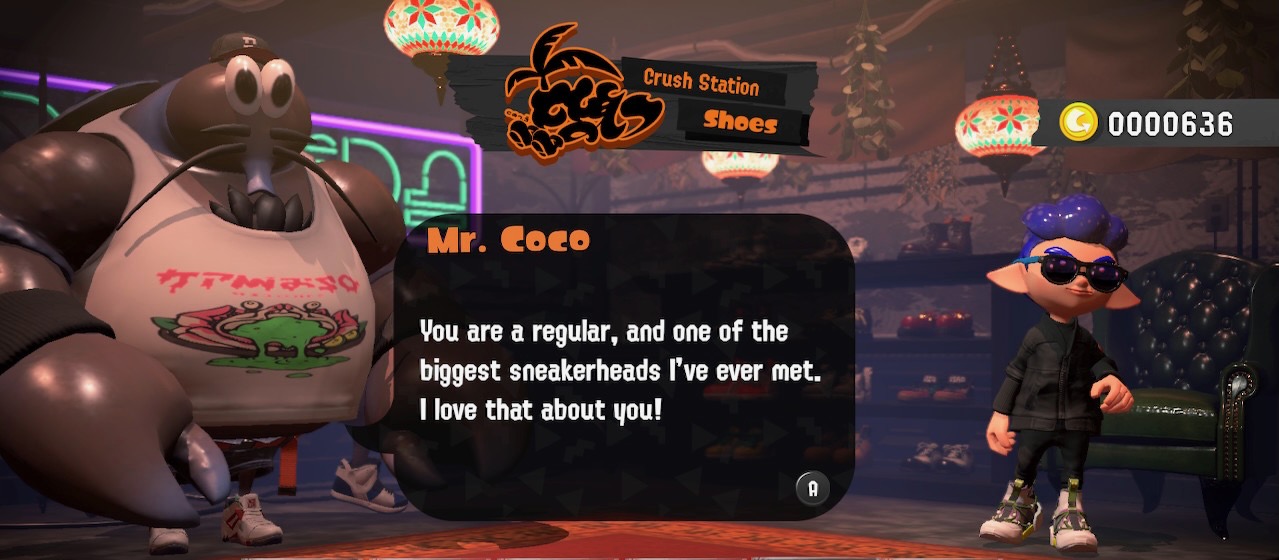 Crush Station
Shoes
0000636
Mr. Coco
You are a regular, and one of the
biggest sneakerheads I've ever met.
I love that about you!
A